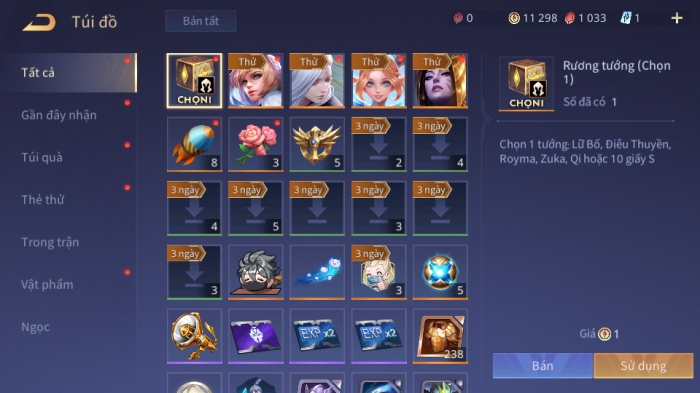 Túi đồ
Bán tất
0
11 298
1 033
1
Tất cả
Gần đây nhận
Túi quà
Thẻ thử
Trong trận
Vật phẩm
Ngọc
CHỌN1
Thử
Thử
Thử
Thử
8
3
5
3 ngày
2
3 ngày
4
3 ngày
4
3 ngày
5
3 ngày
3 ngày
3
3 ngày
3 ngày
3
3 ngày
3
5
EXP x2
EXP x2
238
CHỌN1
Rương tướng (Chọn
1)
Số đã có 1
Chọn 1 tướng: Lữ Bố, Điêu Thuyền,
Royma, Zuka, Qi hoặc 10 giấy S
Giá 1
Bán
Sử dụng